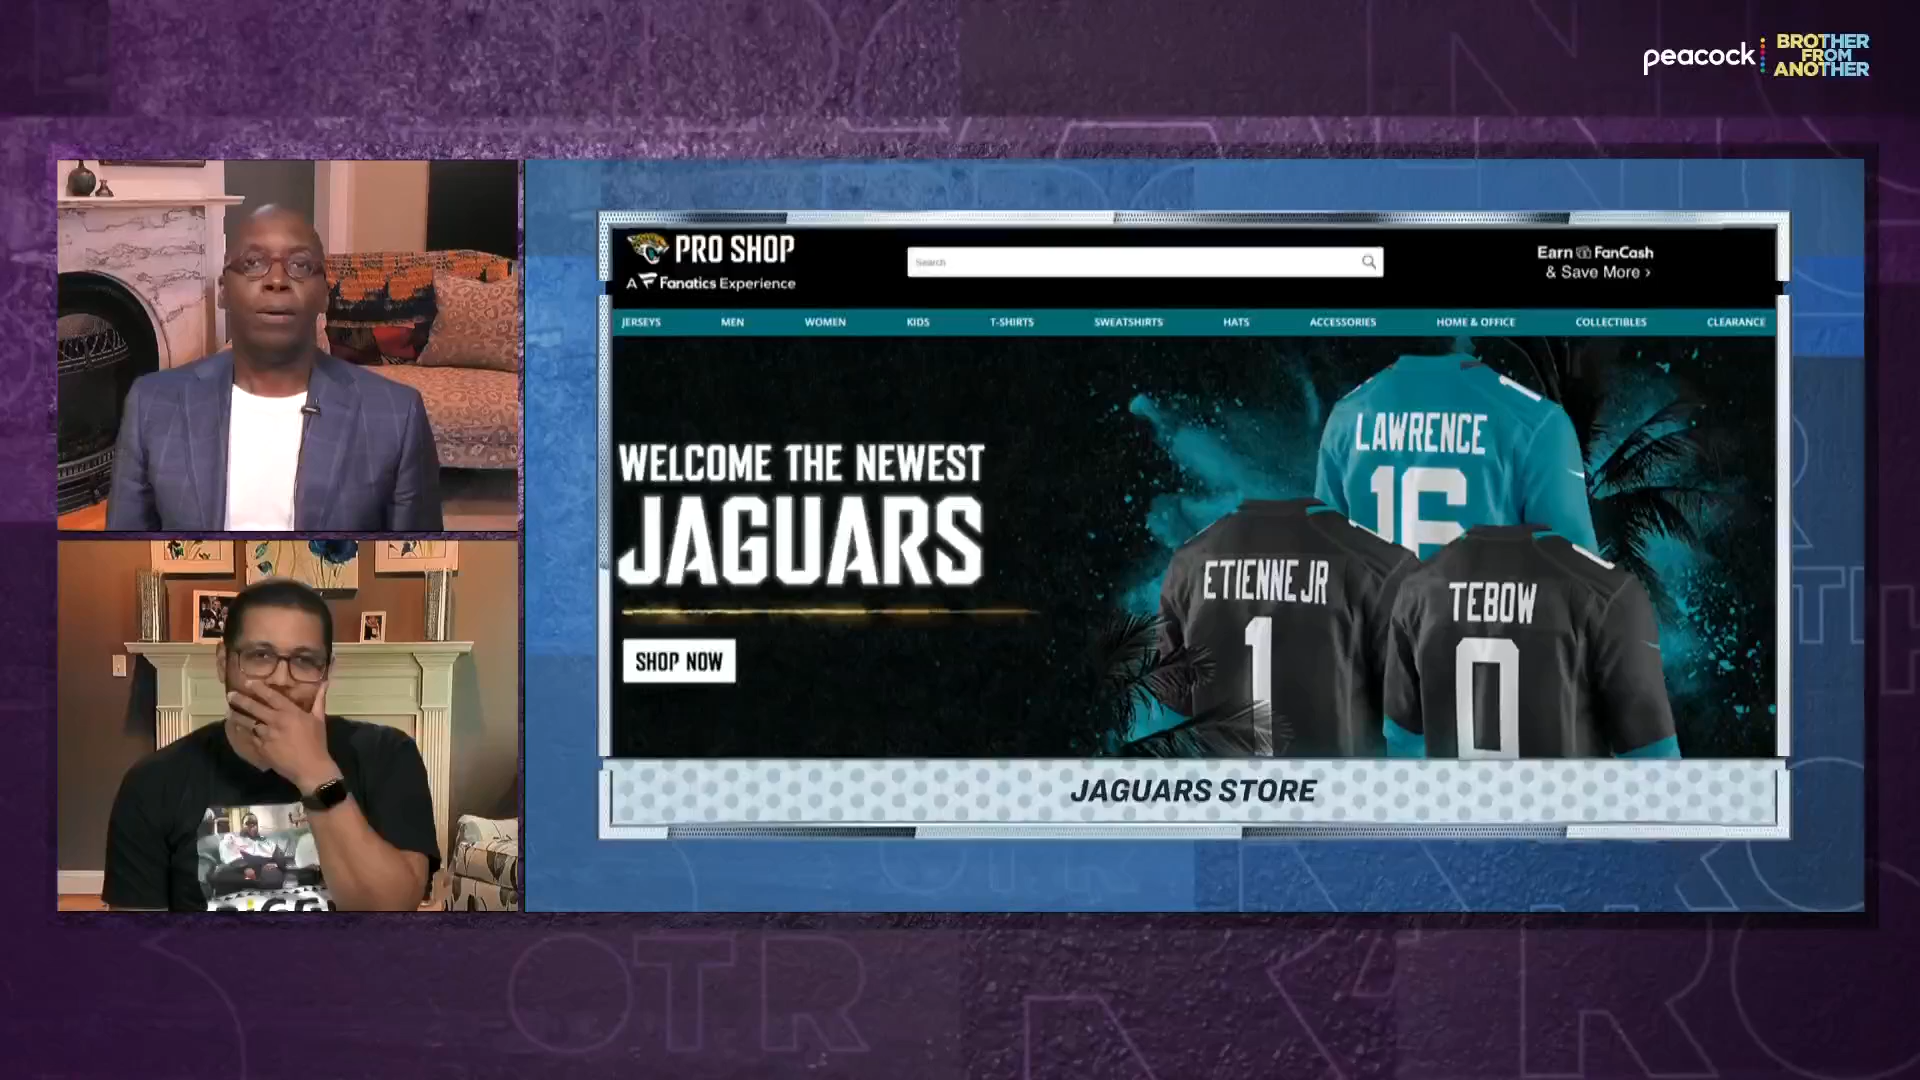 peacock
BROTHER
FROM
ANOTHER
PRO SHOP
A Fanatics Experience
Search
Earn FanCash
& Save More ›
JERSEYS MEN WOMEN KIDS T-SHIRTS SWEATSHIRTS HATS ACCESSORIES HOME & OFFICE COLLECTIBLES CLEARANCE
WELCOME THE NEWEST
JAGUARS
SHOP NOW
LAWRENCE
16
ETIENNE JR
1
TEBOW
0
JAGUARS STORE
OTR